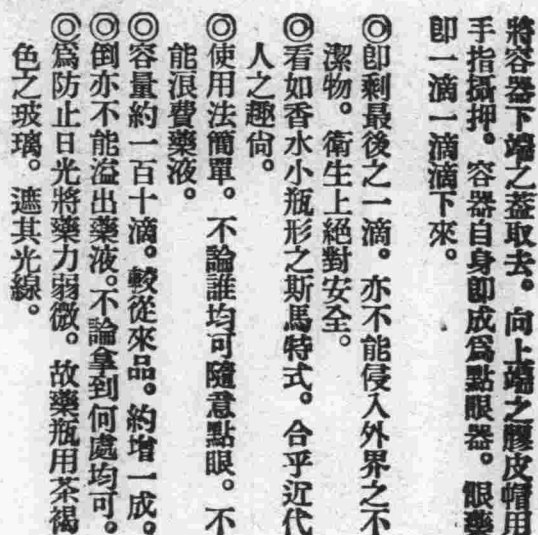 將容器下端之蓋取去。向上端之膠皮帽用
手指攝押。容器自身卽成爲點眼器。眼藥
卽一滴一滴滴下來。
◎卽剩最後之一滴。亦不能侵入外界之不
潔物。衛生上絕對安全。
◎看如香水小瓶形之斯馬特式。合乎近代
人之趣尙。
◎使用法簡單。不論誰均可隨意點眼。不
能浪費藥液。
◎容量約一百十滴。較從來品。約增一成。
◎倒亦不能溢出藥液。不論拿到何處均可。
◎爲防止日光將藥力弱微。故藥瓶用茶褐
色之玻璃。遮其光線。